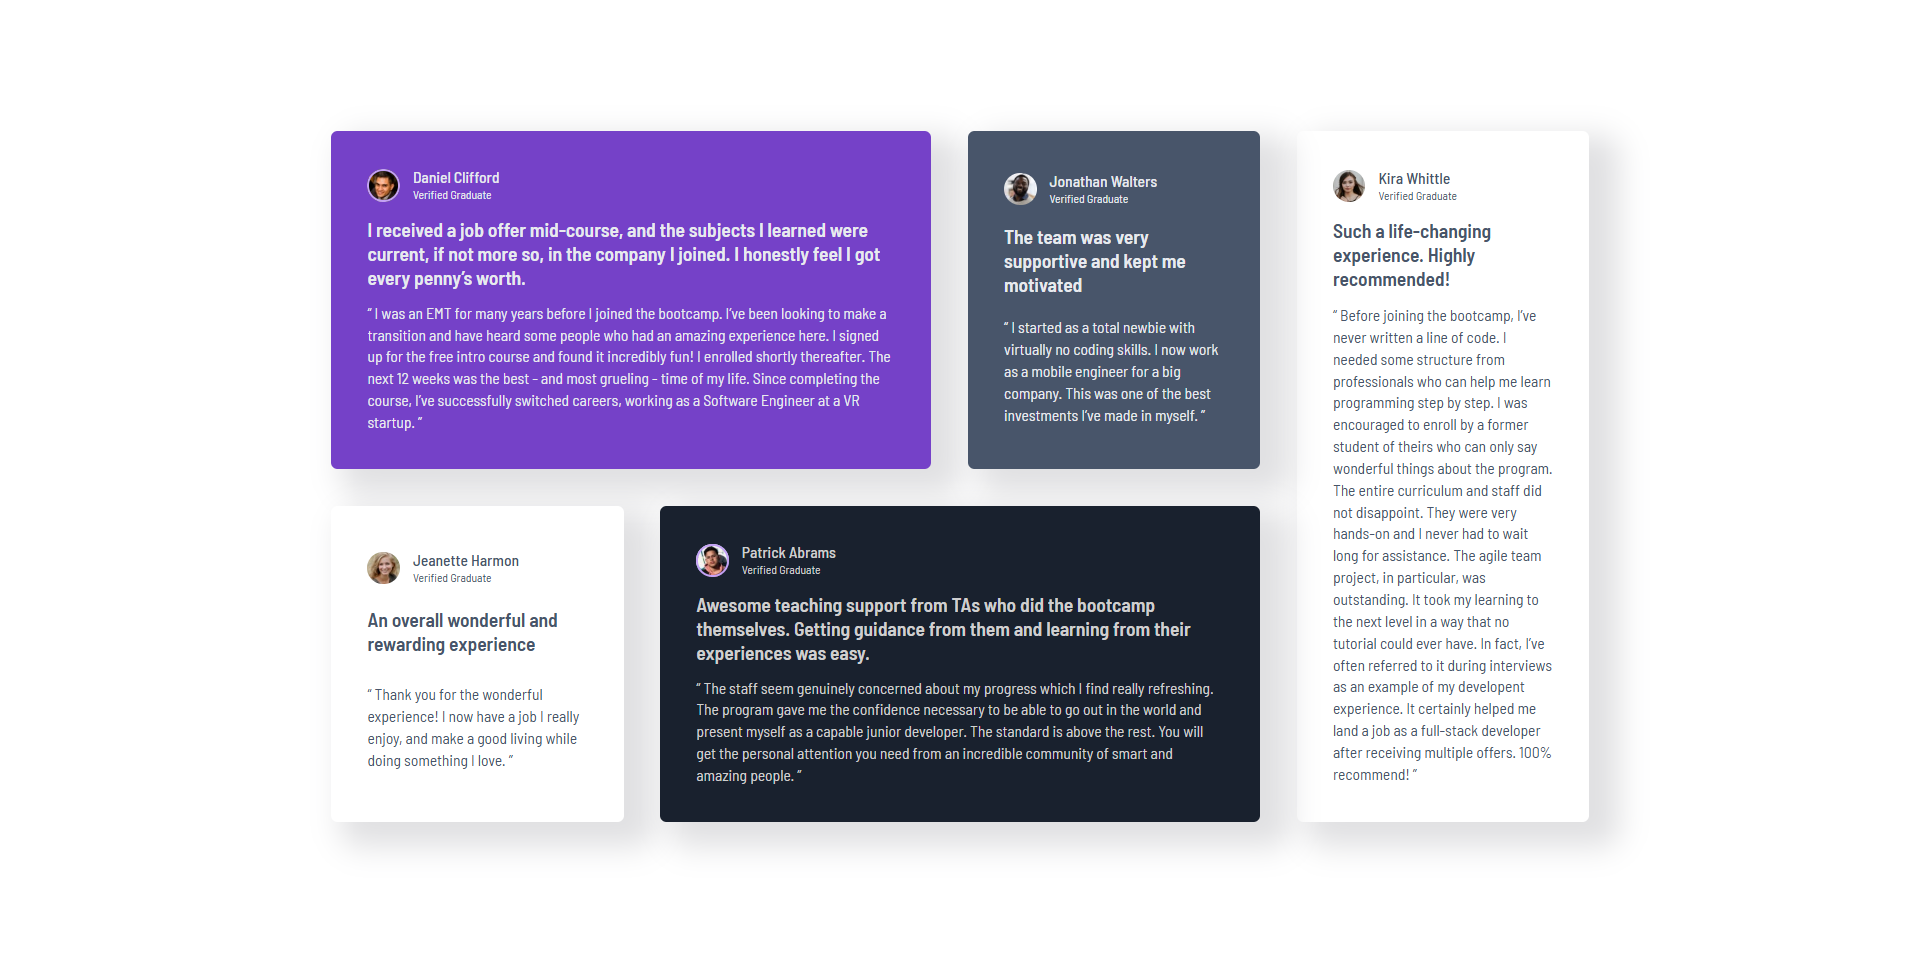 Daniel Clifford
Verified Graduate
I received a job offer mid-course, and the subjects I learned were
current, if not more so, in the company I joined. I honestly feel I got
every penny’s worth.
“ I was an EMT for many years before I joined the bootcamp. I’ve been looking to make a
transition and have heard some people who had an amazing experience here. I signed
up for the free intro course and found it incredibly fun! I enrolled shortly thereafter. The
next 12 weeks was the best - and most grueling - time of my life. Since completing the
course, I’ve successfully switched careers, working as a Software Engineer at a VR
startup. ”
Jonathan Walters
Verified Graduate
The team was very
supportive and kept me
motivated
“ I started as a total newbie with
virtually no coding skills. I now work
as a mobile engineer for a big
company. This was one of the best
investments I’ve made in myself. ”
Kira Whittle
Verified Graduate
Such a life-changing
experience. Highly
recommended!
“ Before joining the bootcamp, I’ve
never written a line of code. I
needed some structure from
professionals who can help me learn
programming step by step. I was
encouraged to enroll by a former
student of theirs who can only say
wonderful things about the program.
The entire curriculum and staff did
not disappoint. They were very
hands-on and I never had to wait
long for assistance. The agile team
project, in particular, was
outstanding. It took my learning to
the next level in a way that no
tutorial could ever have. In fact, I’ve
often referred to it during interviews
as an example of my developent
experience. It certainly helped me
land a job as a full-stack developer
after receiving multiple offers. 100%
recommend! ”
Jeanette Harmon
Verified Graduate
An overall wonderful and
rewarding experience
“ Thank you for the wonderful
experience! I now have a job I really
enjoy, and make a good living while
doing something I love. ”
Patrick Abrams
Verified Graduate
Awesome teaching support from TAs who did the bootcamp
themselves. Getting guidance from them and learning from their
experiences was easy.
“ The staff seem genuinely concerned about my progress which I find really refreshing.
The program gave me the confidence necessary to be able to go out in the world and
present myself as a capable junior developer. The standard is above the rest. You will
get the personal attention you need from an incredible community of smart and
amazing people. ”